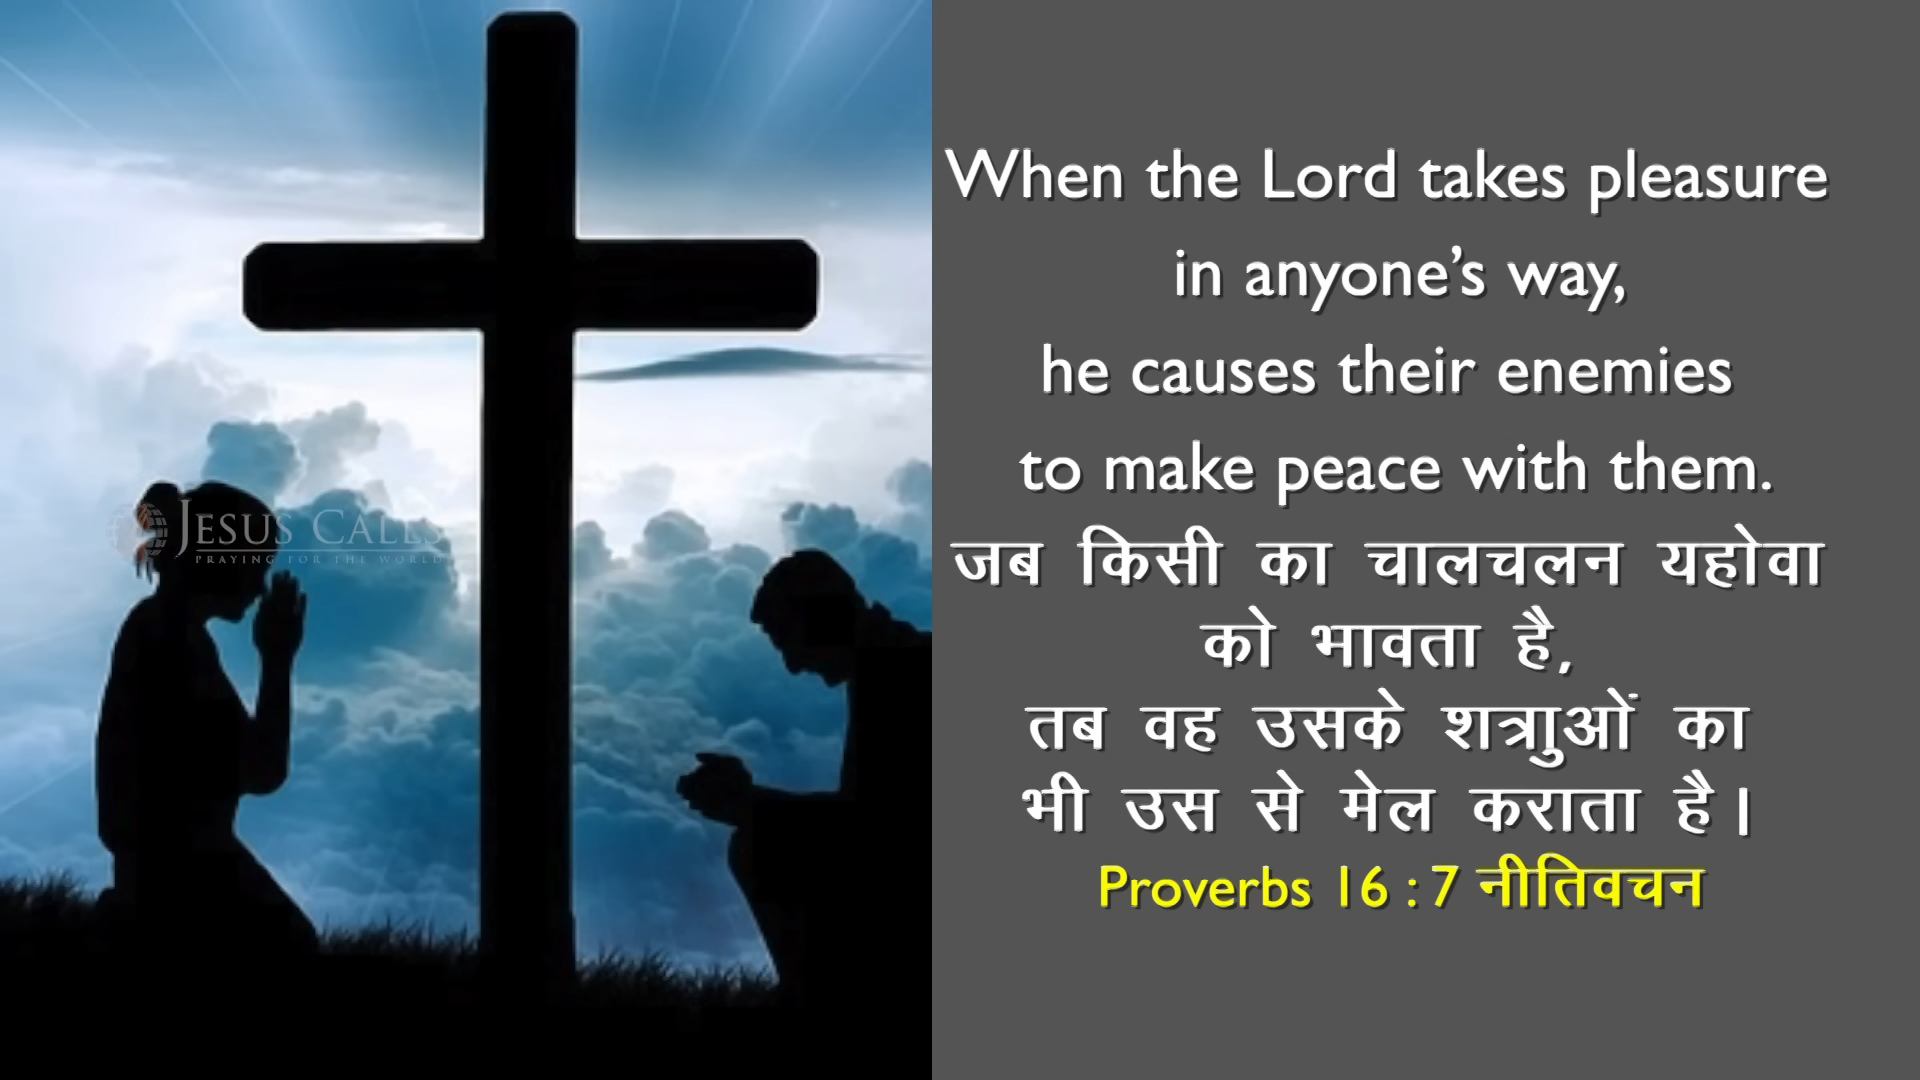 JESUS CALLS
PRAYING FOR THE WORLD
When the Lord takes pleasure
in anyone’s way,
he causes their enemies
to make peace with them.
जब किसी का चालचलन यहोवा
को भावता है,
तब वह उसके शत्राुओं का
भी उस से मेल कराता है।
Proverbs 16 : 7 नीतिवचन